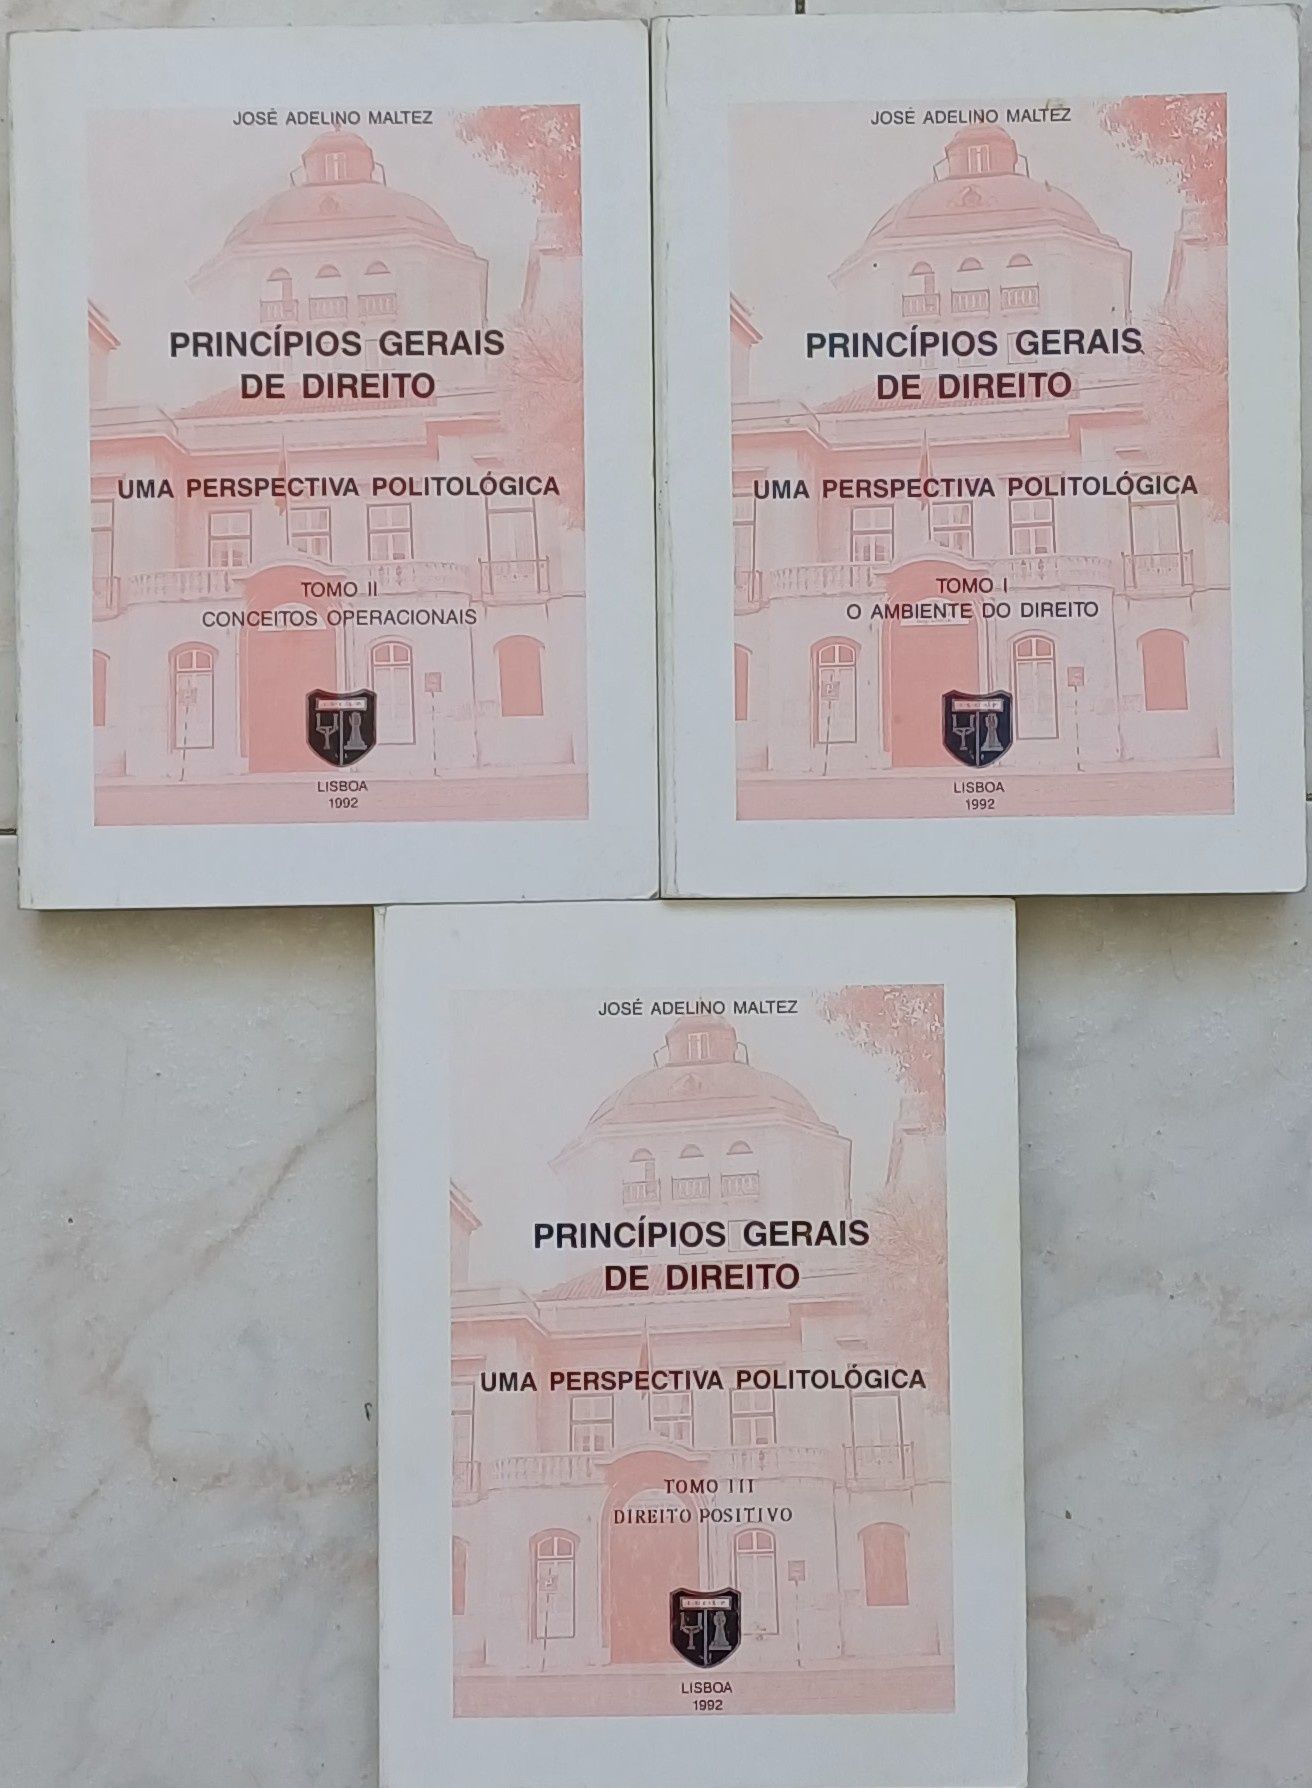 JOSÉ ADELINO MALTEZ
PRINCÍPIOS GERAIS
DE DIREITO
UMA PERSPECTIVA POLITOLÓGICA
TOMO II
CONCEITOS OPERACIONAIS
LISBOA
1992
JOSÉ ADELINO MALTEZ
PRINCÍPIOS GERAIS
DE DIREITO
UMA PERSPECTIVA POLITOLÓGICA
TOMO I
O AMBIENTE DO DIREITO
LISBOA
1992
JOSÉ ADELINO MALTEZ
PRINCÍPIOS GERAIS
DE DIREITO
UMA PERSPECTIVA POLITOLÓGICA
TOMO III
DIREITO POSITIVO
LISBOA
1992